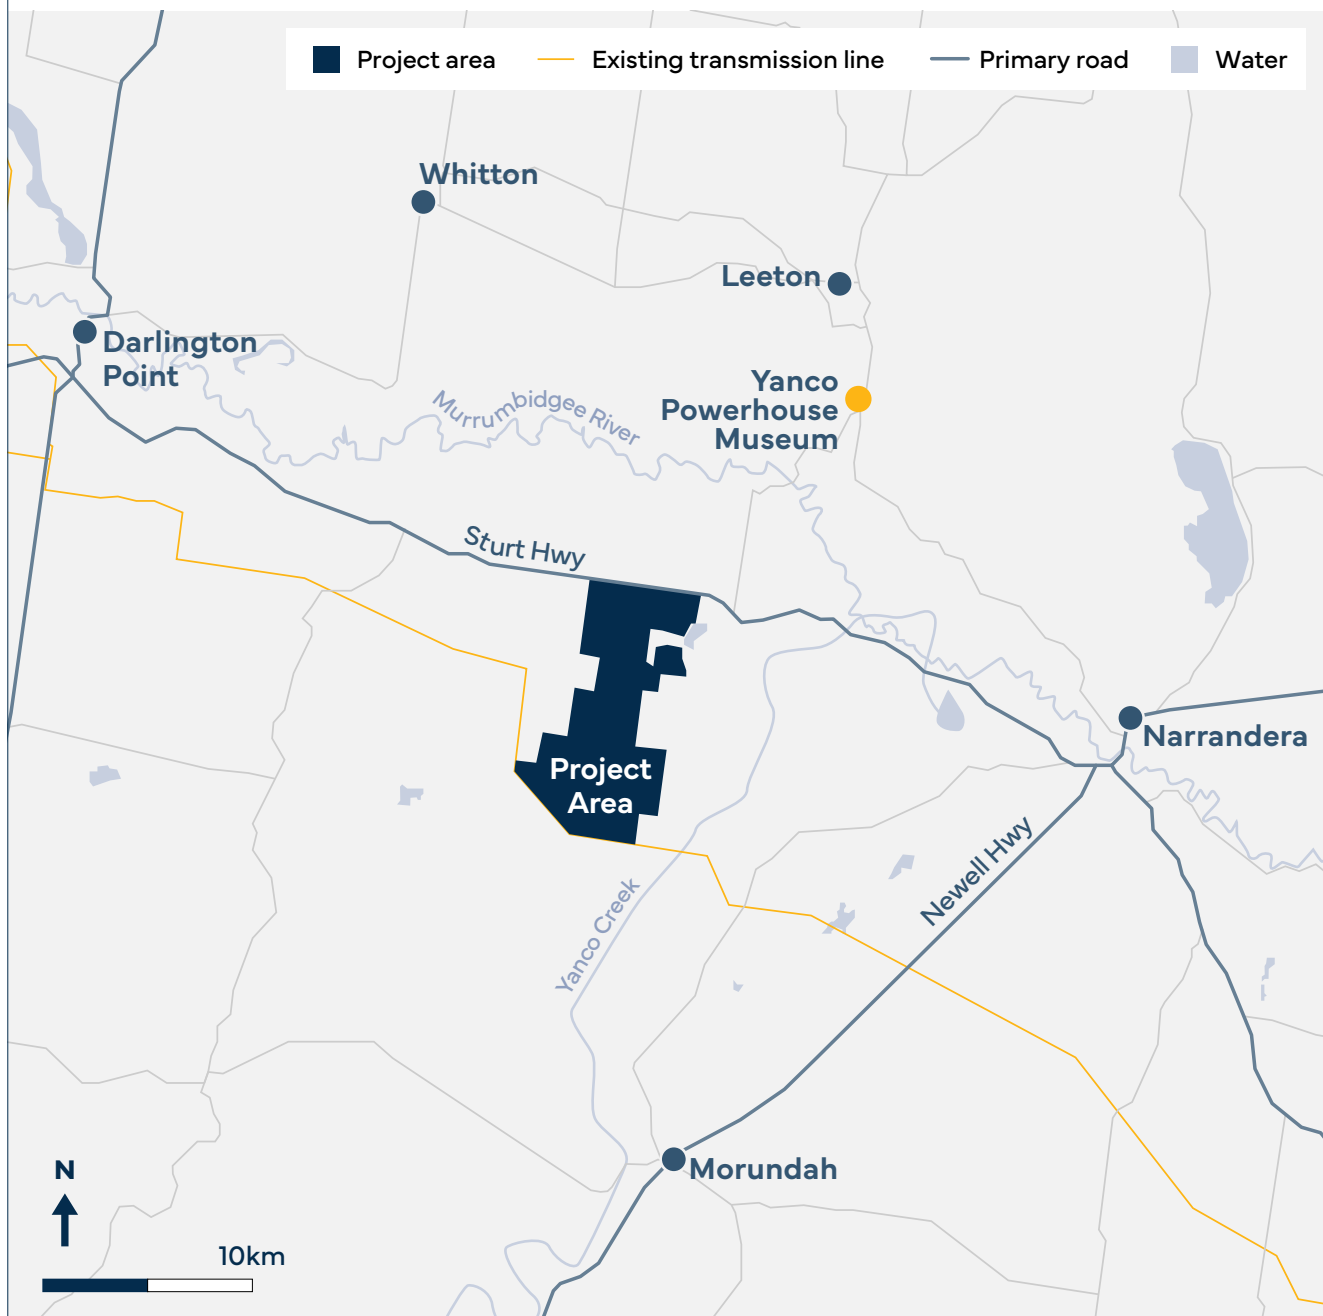 Project area
Existing transmission line
Primary road
Water
Whitton
Leeton
Darlington
Point
Yanco
Powerhouse
Museum
Murrumbidgee River
Sturt Hwy
Narrandera
Project
Area
Newell Hwy
Yanco Creek
Morundah
N
10km